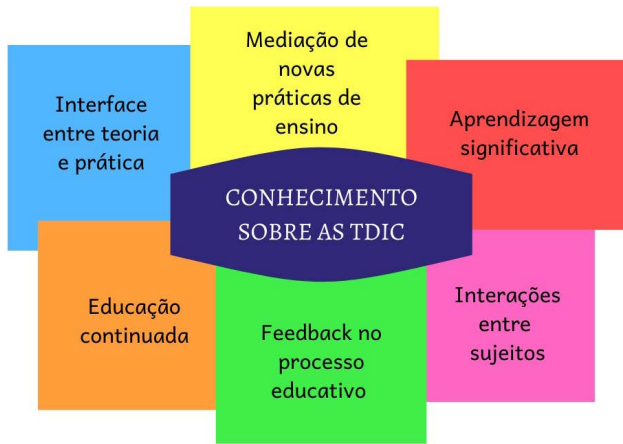 Mediação de
novas
práticas de
ensino
Interface
entre teoria
e prática
Aprendizagem
significativa
CONHECIMENTO
SOBRE AS TDIC
Educação
continuada
Feedback no
processo
educativo
Interações
entre
sujeitos